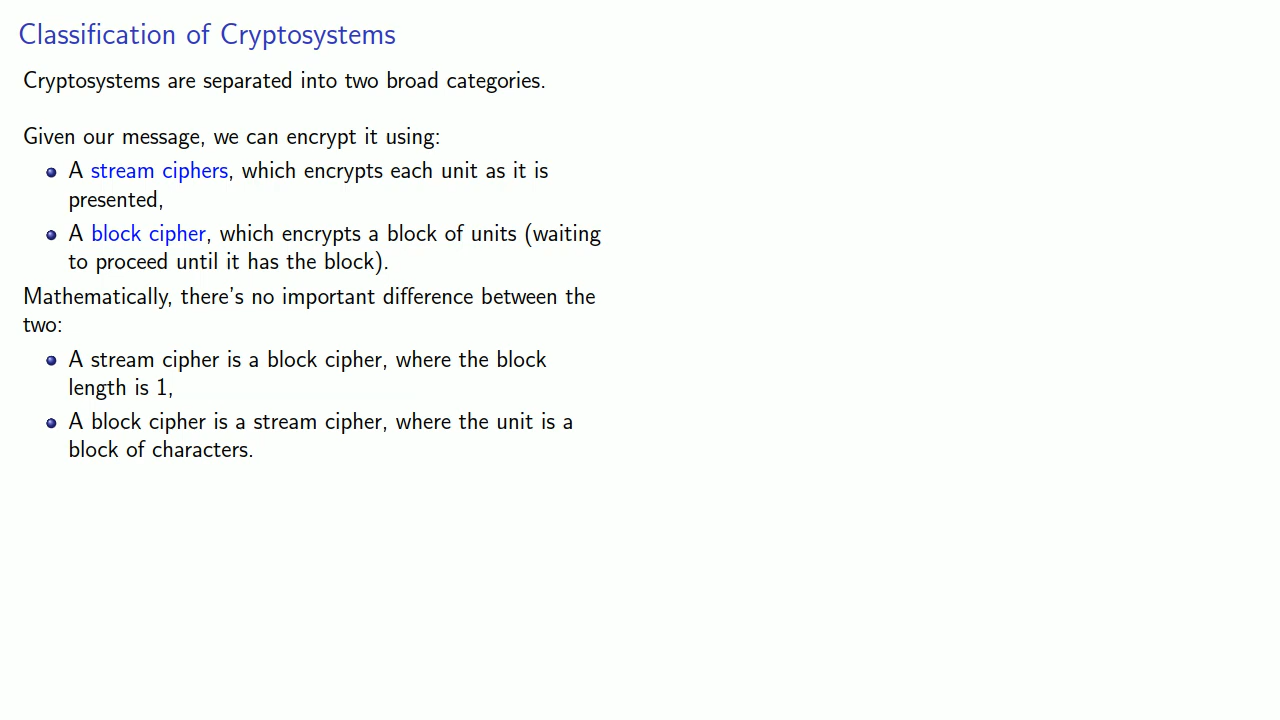 Classification of Cryptosystems
Cryptosystems are separated into two broad categories.
Given our message, we can encrypt it using:
A stream ciphers, which encrypts each unit as it is
presented,
A block cipher, which encrypts a block of units (waiting
to proceed until it has the block).
Mathematically, there's no important difference between the
two:
A stream cipher is a block cipher, where the block
length is 1,
A block cipher is a stream cipher, where the unit is a
block of characters.